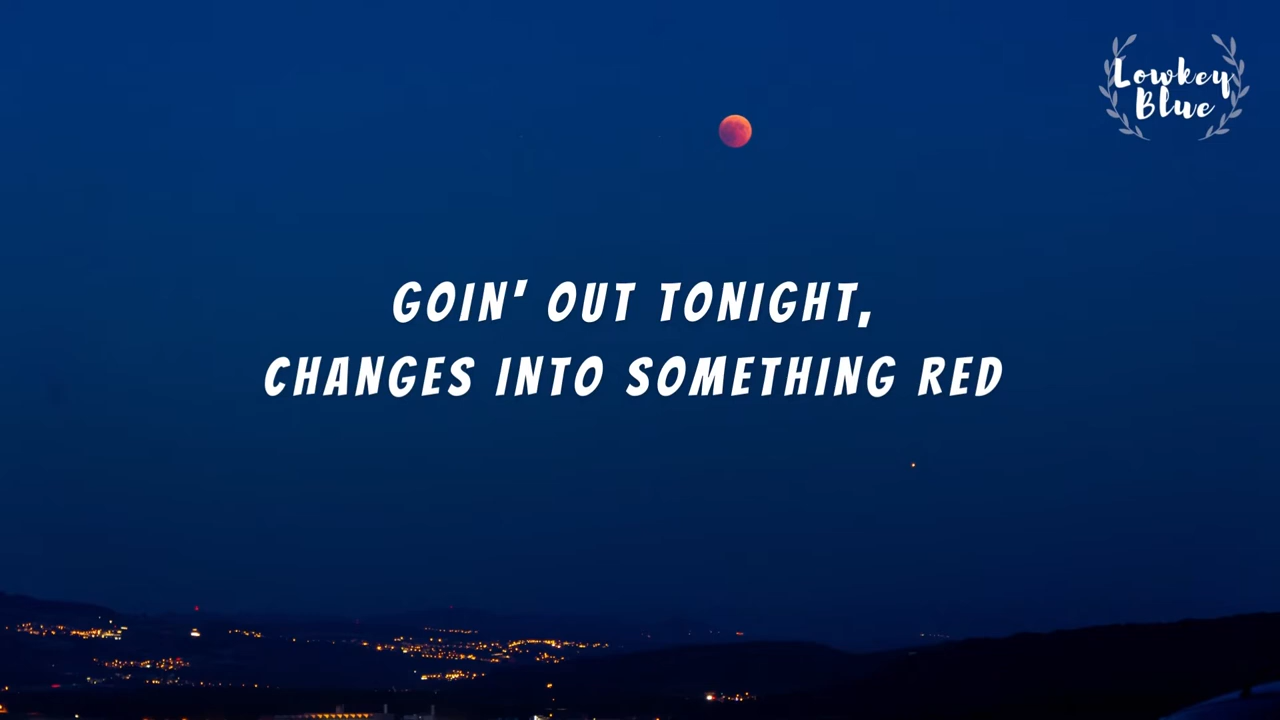 Lowkey
Blue
GOIN' OUT TONIGHT,
CHANGES INTO SOMETHING RED